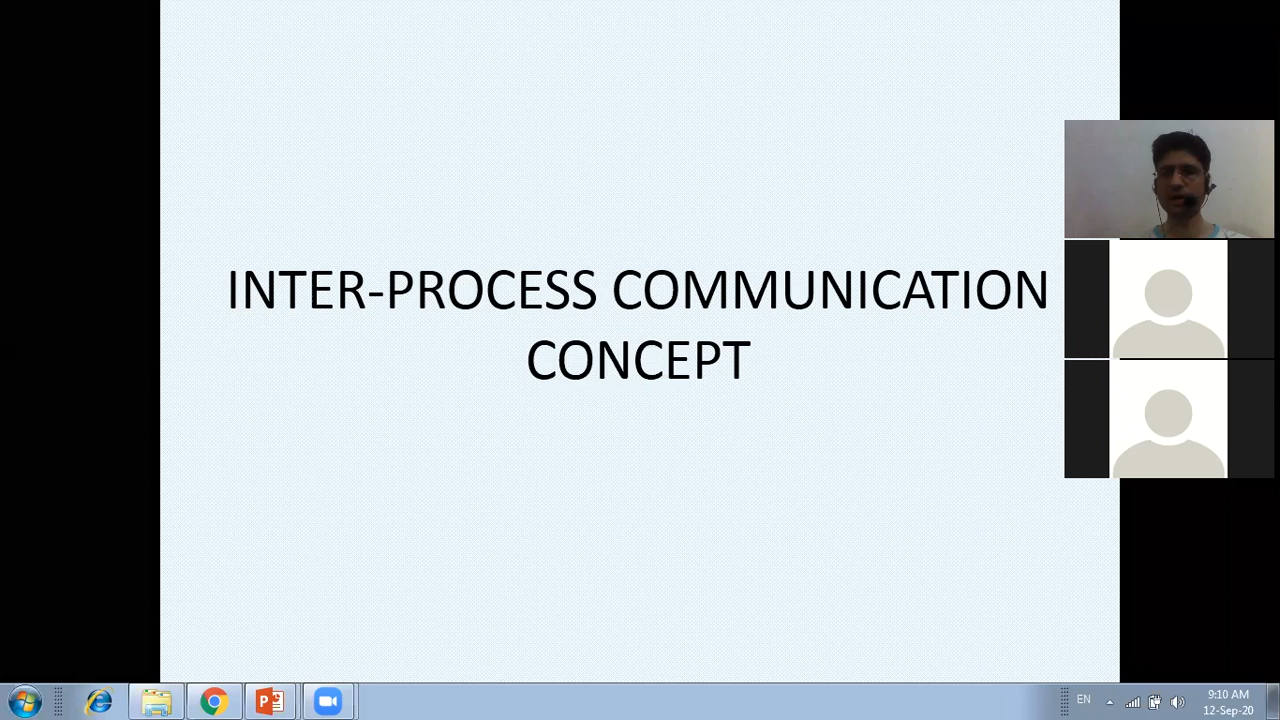 INTER-PROCESS COMMUNICATION
CONCEPT
EN
9:10 AM
12-Sep-20